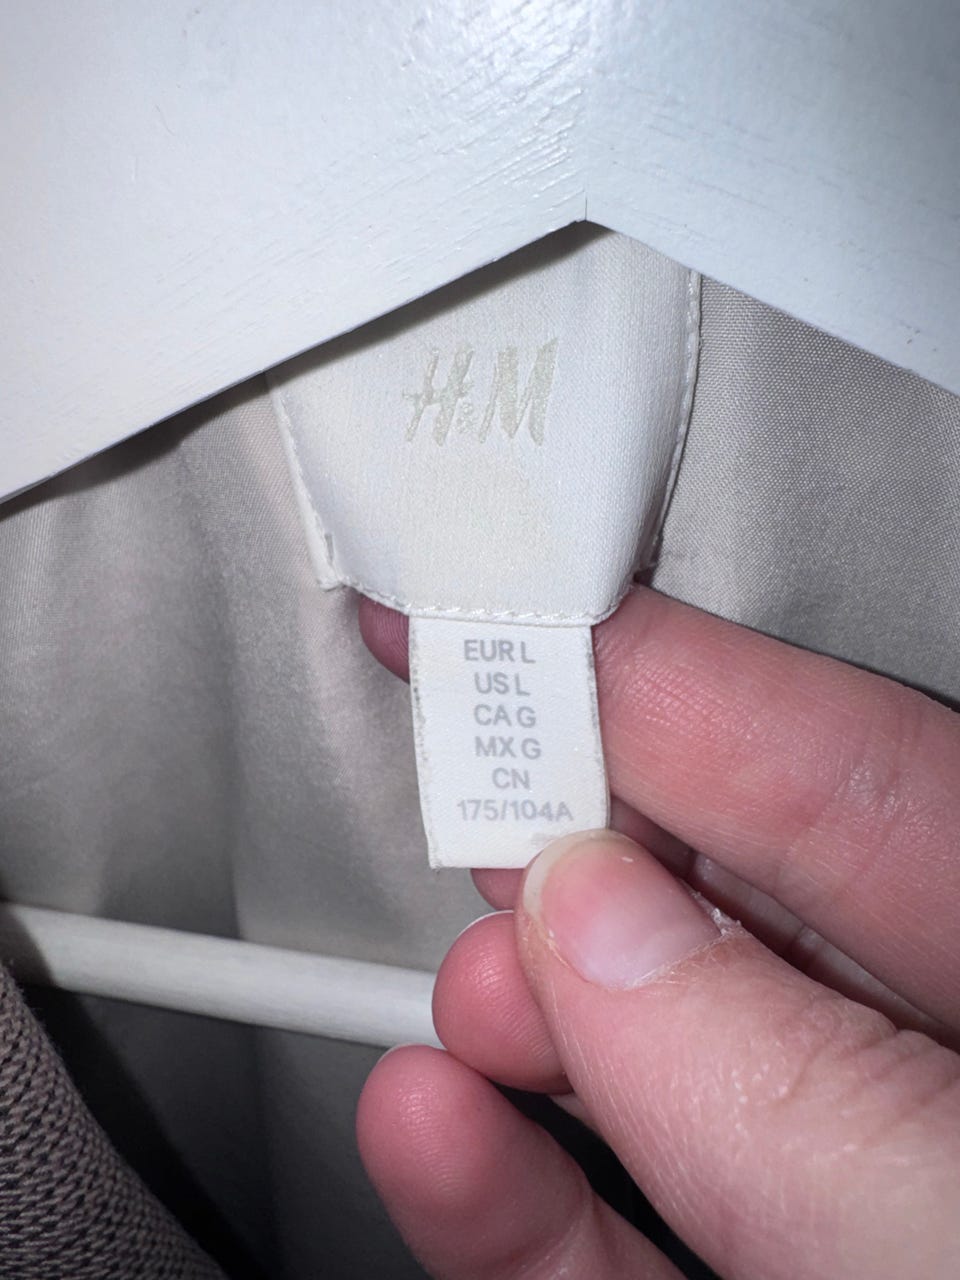 H&M
EUR L
US L
CA G
MX G
CN
175/104A